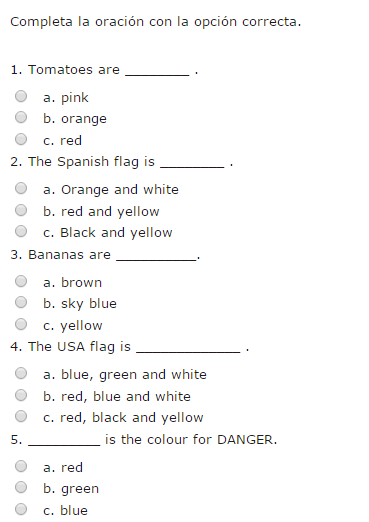 Completa la oración con la opción correcta.
1. Tomatoes are ________ .
a. pink
b. orange
c. red
2. The Spanish flag is ________ .
a. Orange and white
b. red and yellow
c. Black and yellow
3. Bananas are __________.
a. brown
b. sky blue
c. yellow
4. The USA flag is _____________ .
a. blue, green and white
b. red, blue and white
c. red, black and yellow
5. _________ is the colour for DANGER.
a. red
b. green
c. blue